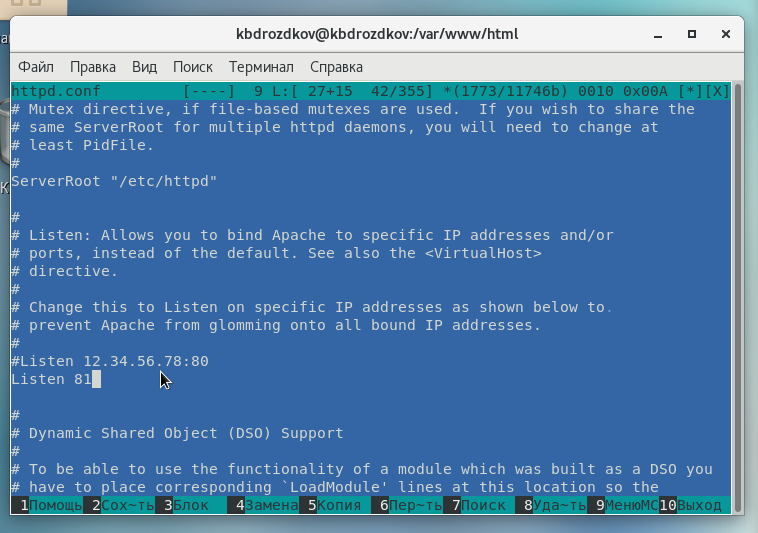 kbdrozdkov@kbdrozdkov:/var/www/html
Файл Правка Вид Поиск Терминал Справка
httpd.conf [----] 9 L:[ 27+15 42/355] *(1773/11746b) 0010 0x00A [*][X]
# Mutex directive, if file-based mutexes are used.  If you wish to share the
# same ServerRoot for multiple httpd daemons, you will need to change at
# least PidFile.
#
ServerRoot "/etc/httpd"
#
# Listen: Allows you to bind Apache to specific IP addresses and/or
# ports, instead of the default. See also the <VirtualHost>
# directive.
#
# Change this to Listen on specific IP addresses as shown below to.
# prevent Apache from glomming onto all bound IP addresses.
#
#Listen 12.34.56.78:80
Listen 81
#
# Dynamic Shared Object (DSO) Support
#
# To be able to use the functionality of a module which was built as a DSO you
# have to place corresponding `LoadModule' lines at this location so the
1Помощь 2Сох~ть 3Блок 4Замена 5Копия 6Пер~ть 7Поиск 8Уда~ть 9МенюМС 10Выход